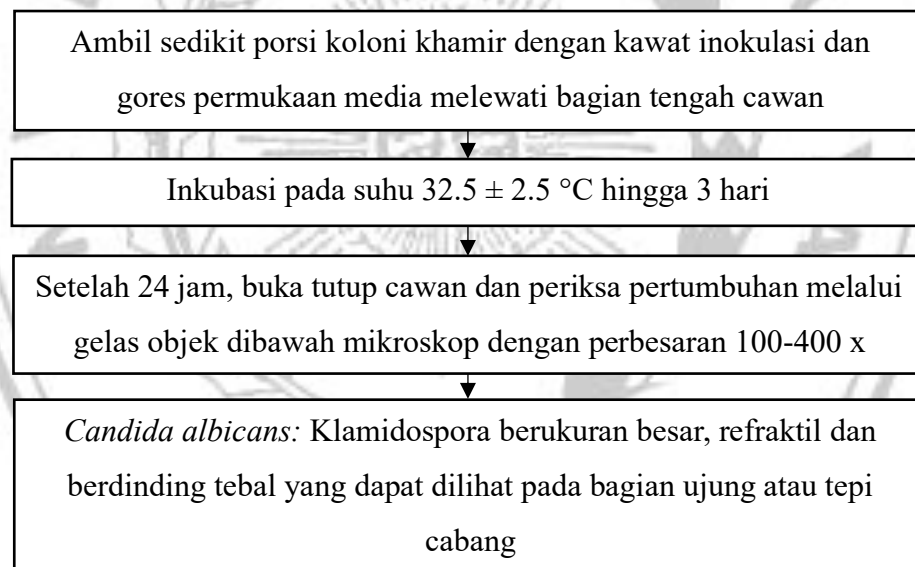 Ambil sedikit porsi koloni khamir dengan kawat inokulasi dan
gores permukaan media melewati bagian tengah cawan
Inkubasi pada suhu 32.5 ± 2.5 °C hingga 3 hari
Setelah 24 jam, buka tutup cawan dan periksa pertumbuhan melalui
gelas objek dibawah mikroskop dengan perbesaran 100-400 x
Candida albicans: Klamidospora berukuran besar, refraktil dan
berdinding tebal yang dapat dilihat pada bagian ujung atau tepi
cabang